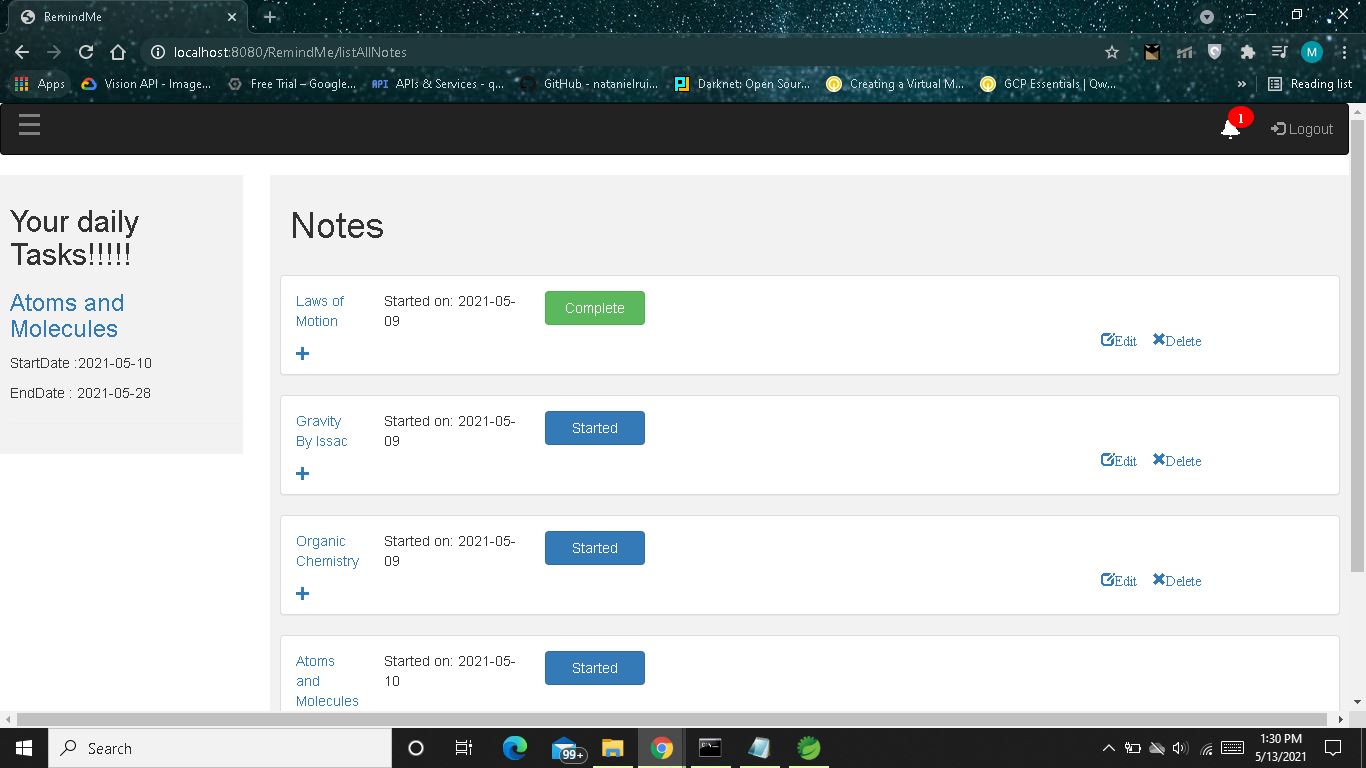 RemindMe
localhost:8080/RemindMe/listAllNotes
M
Apps
Vision API - Image...
Free Trial – Google...
API APIs & Services - q...
GitHub - natanielrui...
Darknet: Open Sour...
Creating a Virtual M...
GCP Essentials | Qw...
»
Reading list
1
Logout
Your daily
Tasks!!!!!
Atoms and
Molecules
StartDate :2021-05-10
EndDate : 2021-05-28
Notes
Laws of
Motion
Started on: 2021-05-
09
Complete
Edit
Delete
Gravity
By Issac
Started on: 2021-05-
09
Started
Edit
Delete
Organic
Chemistry
Started on: 2021-05-
09
Started
Edit
Delete
Atoms
and
Molecules
Started on: 2021-05-
10
Started
Search
99+
1:30 PM
5/13/2021